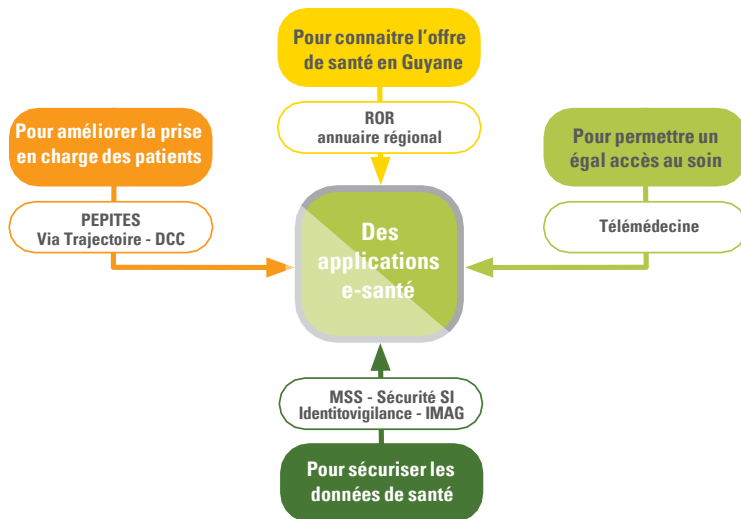 Pour connaitre l'offre
de santé en Guyane
ROR
annuaire régional
Pour améliorer la prise
en charge des patients
PEPITES
Via Trajectoire - DCC
Pour permettre un
égal accès au soin
Télémédecine
Des
applications
e-santé
MSS - Sécurité SI
Identitovigilance - IMAG
Pour sécuriser les
données de santé